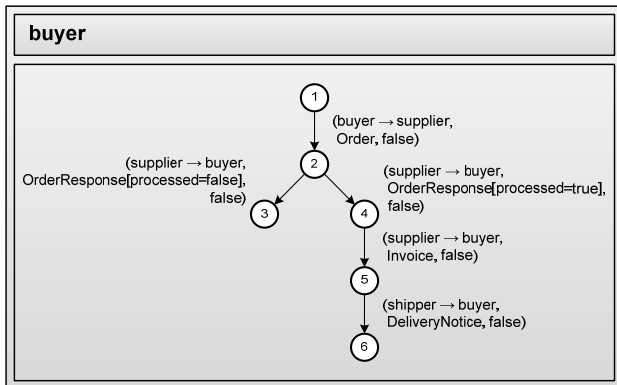 buyer
1
(buyer → supplier,
Order, false)
2
(supplier → buyer,
OrderResponse[processed=false],
false)
(supplier → buyer,
OrderResponse[processed=true],
false)
3
4
(supplier → buyer,
Invoice, false)
5
(shipper → buyer,
DeliveryNotice, false)
6